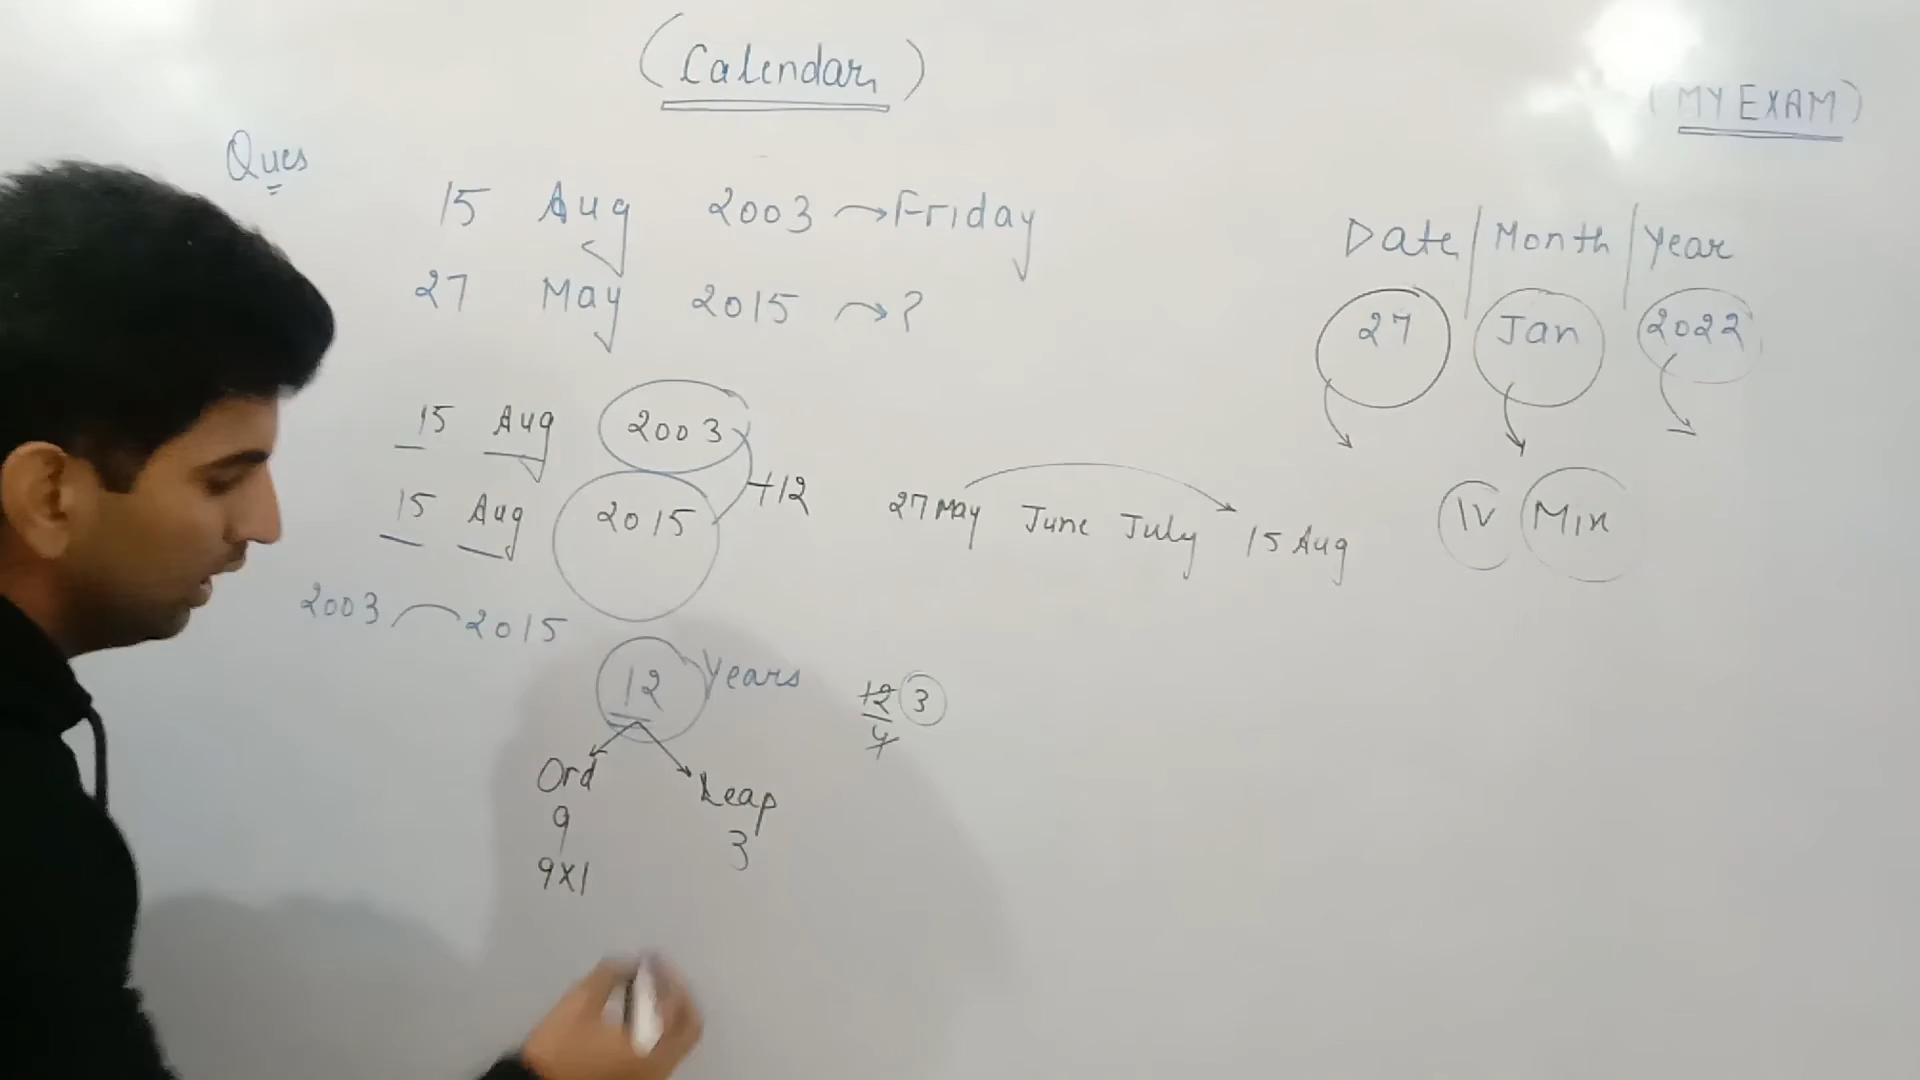 (Calendar)
(MY EXAM)
Ques
15 Aug 2003 → Friday
27 May 2015 → ?
Date / Month / Year
27 Jan 2022
15 Aug 2003
15 Aug 2015
+12
27 May June July 15 Aug
IV Min
2003 2015
12 Years
12/4 3
Ord Leap
9 3
9×1